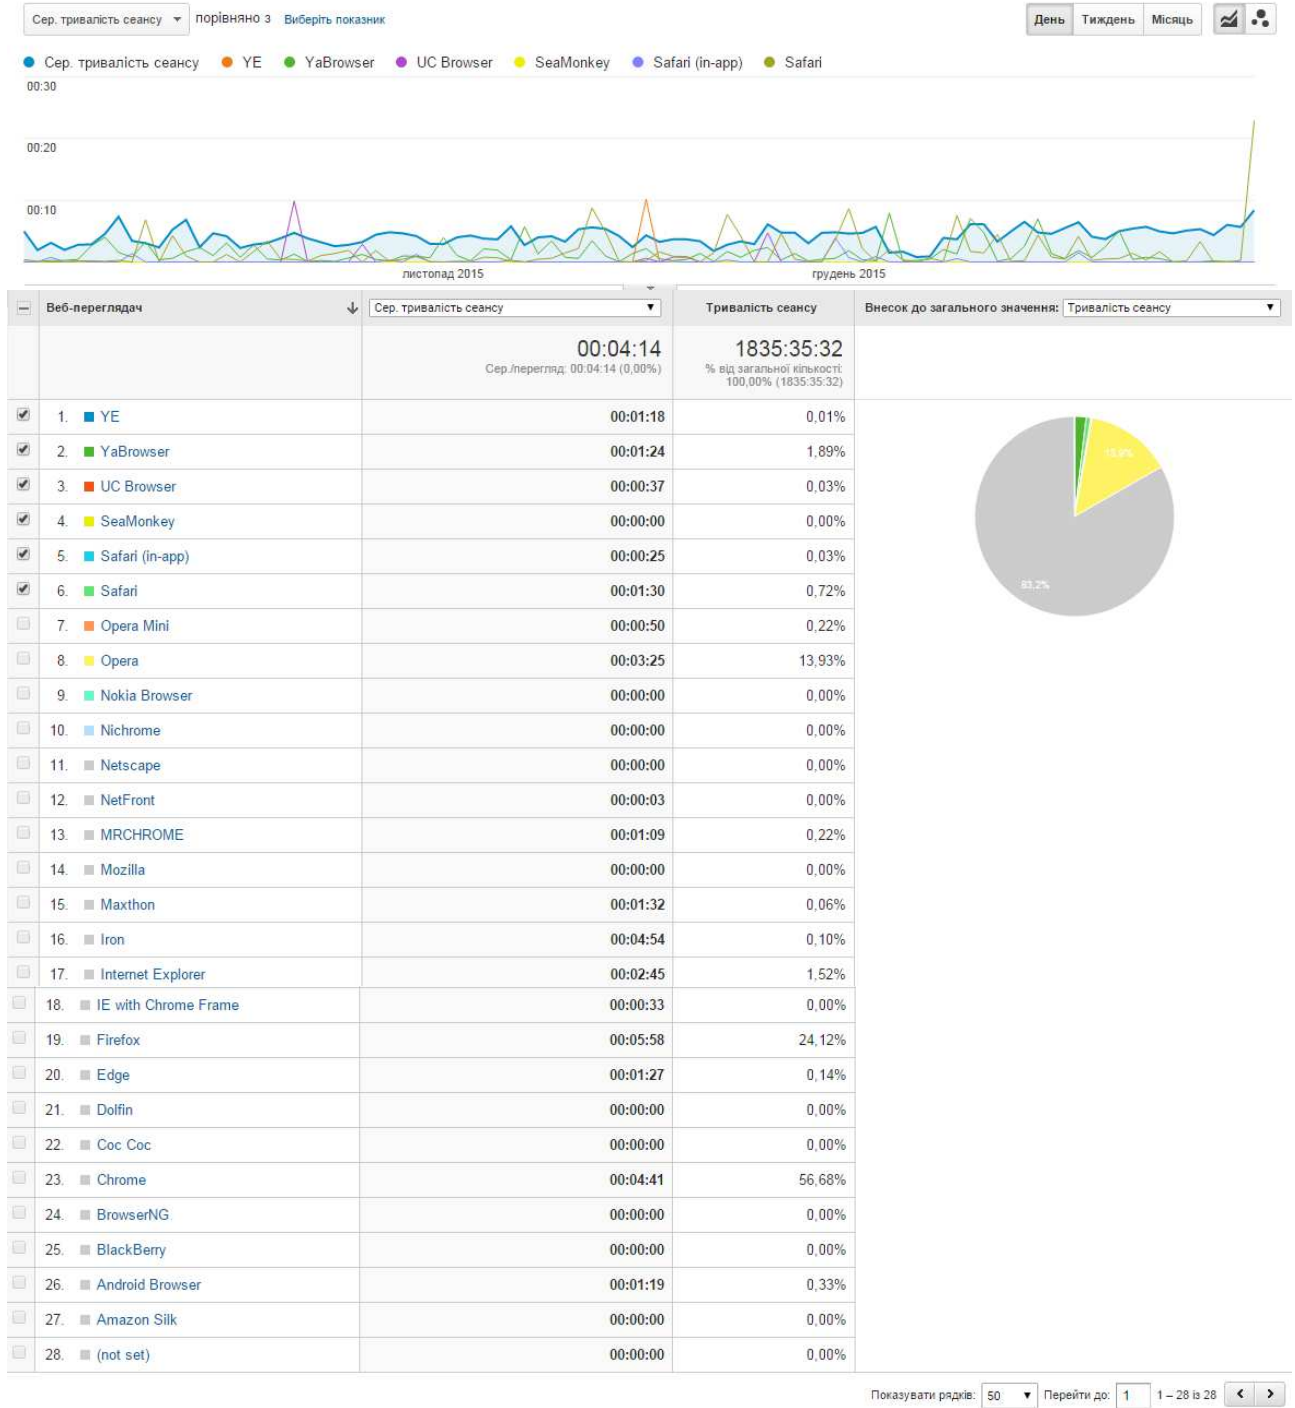 Сер. тривалість сеансу порівняно з Виберіть показник День Тиждень Місяць
Сер. тривалість сеансу YE YaBrowser UC Browser SeaMonkey Safari (in-app) Safari
00:30
00:20
00:10
листопад 2015 грудень 2015
Веб-переглядач Сер. тривалість сеансу Тривалість сеансу Внесок до загального значення: Тривалість сеансу
00:04:14 1835:35:32
Сер./перегляд: 00:04:14 (0,00%) % від загальної кількості:
100,00% (1835:35:32)
1. YE 00:01:18 0,01%
2. YaBrowser 00:01:24 1,89%
3. UC Browser 00:00:37 0,03%
4. SeaMonkey 00:00:00 0,00%
5. Safari (in-app) 00:00:25 0,03%
6. Safari 00:01:30 0,72%
83,2%
7. Opera Mini 00:00:50 0,22%
8. Opera 00:03:25 13,93%
9. Nokia Browser 00:00:00 0,00%
10. Nichrome 00:00:00 0,00%
11. Netscape 00:00:00 0,00%
12. NetFront 00:00:03 0,00%
13. MRCHROME 00:01:09 0,22%
14. Mozilla 00:00:00 0,00%
15. Maxthon 00:01:32 0,06%
16. Iron 00:04:54 0,10%
17. Internet Explorer 00:02:45 1,52%
18. IE with Chrome Frame 00:00:33 0,00%
19. Firefox 00:05:58 24,12%
20. Edge 00:01:27 0,14%
21. Dolfin 00:00:00 0,00%
22. Coc Coc 00:00:00 0,00%
23. Chrome 00:04:41 56,68%
24. BrowserNG 00:00:00 0,00%
25. BlackBerry 00:00:00 0,00%
26. Android Browser 00:01:19 0,33%
27. Amazon Silk 00:00:00 0,00%
28. (not set) 00:00:00 0,00%
Показувати рядків: 50 Перейти до: 1 1 – 28 із 28